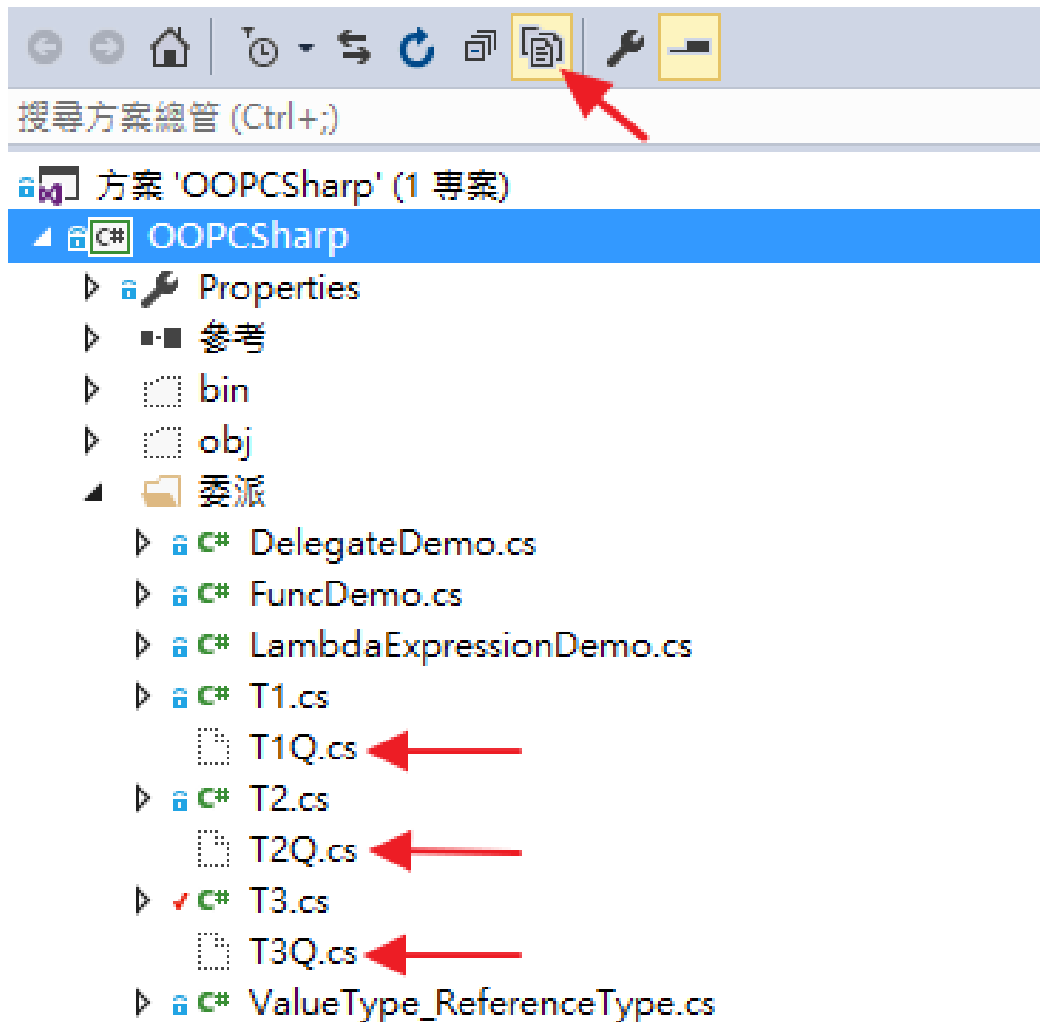 搜尋方案總管 (Ctrl+;)
方案 'OOPCSharp' (1 專案)
C# OOPCSharp
Properties
參考
bin
obj
委派
C# DelegateDemo.cs
C# FuncDemo.cs
C# LambdaExpressionDemo.cs
C# T1.cs
T1Q.cs
C# T2.cs
T2Q.cs
C# T3.cs
T3Q.cs
C# ValueType_ReferenceType.cs